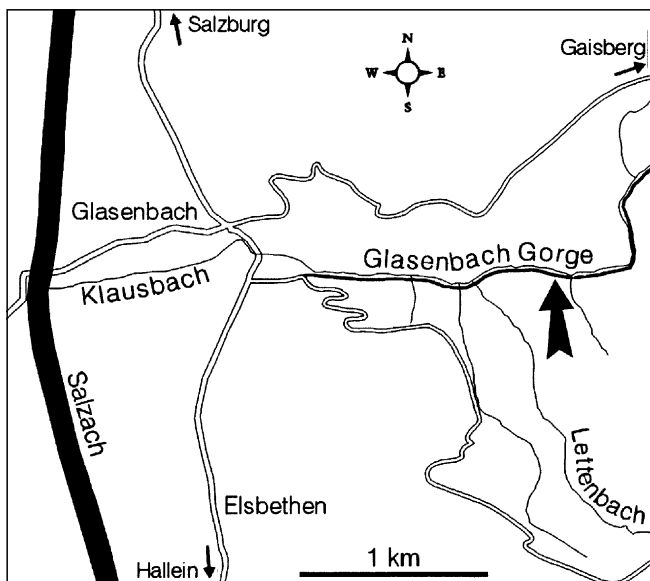 Salzburg
N
W E
S
Gaisberg
Glasenbach
Glasenbach Gorge
Klausbach
Salzach
Lettenbach
Elsbethen
Hallein
1 km